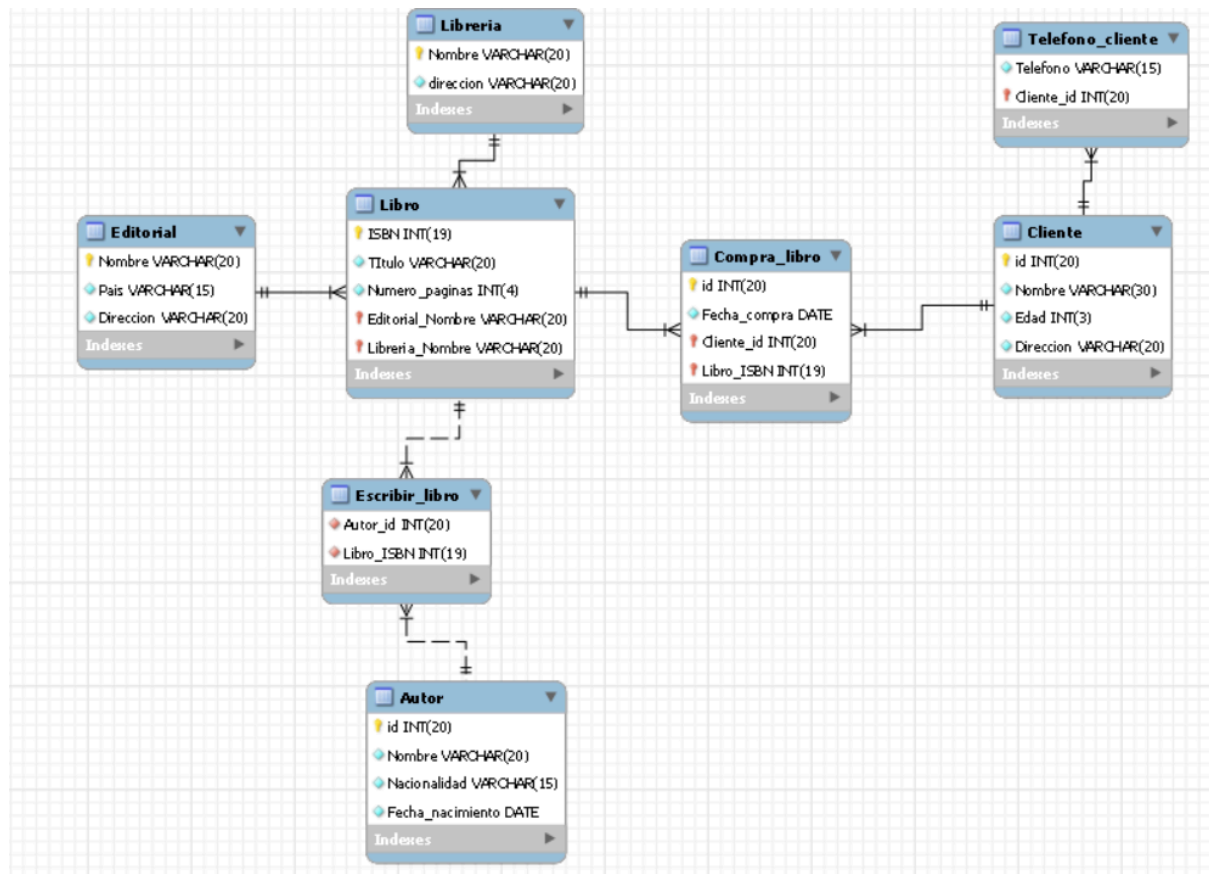 Libreria
Nombre VARCHAR(20)
direccion VARCHAR(20)
Indexes
Telefono_cliente
Telefono VARCHAR(15)
Cliente_id INT(20)
Indexes
Libro
ISBN INT(19)
TItulo VARCHAR(20)
Numero_paginas INT(4)
Editorial_Nombre VARCHAR(20)
Libreria_Nombre VARCHAR(20)
Indexes
Editorial
Nombre VARCHAR(20)
Pais VARCHAR(15)
Direccion VARCHAR(20)
Indexes
Compra_libro
id INT(20)
Fecha_compra DATE
Cliente_id INT(20)
Libro_ISBN INT(19)
Indexes
Cliente
id INT(20)
Nombre VARCHAR(30)
Edad INT(3)
Direccion VARCHAR(20)
Indexes
Escribir_libro
Autor_id INT(20)
Libro_ISBN INT(19)
Indexes
Autor
id INT(20)
Nombre VARCHAR(20)
Nacionalidad VARCHAR(15)
Fecha_nacimiento DATE
Indexes